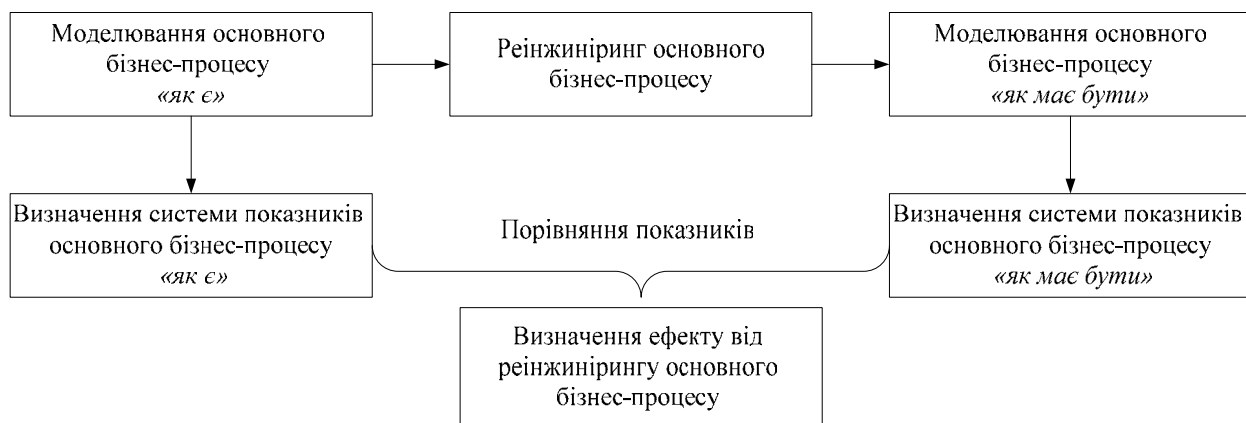 Моделювання основного
бізнес-процесу
«як є»
Реінжиніринг основного
бізнес-процесу
Моделювання основного
бізнес-процесу
«як має бути»
Визначення системи показників
основного бізнес-процесу
«як є»
Порівняння показників
Визначення системи показників
основного бізнес-процесу
«як має бути»
Визначення ефекту від
реінжинірингу основного
бізнес-процесу